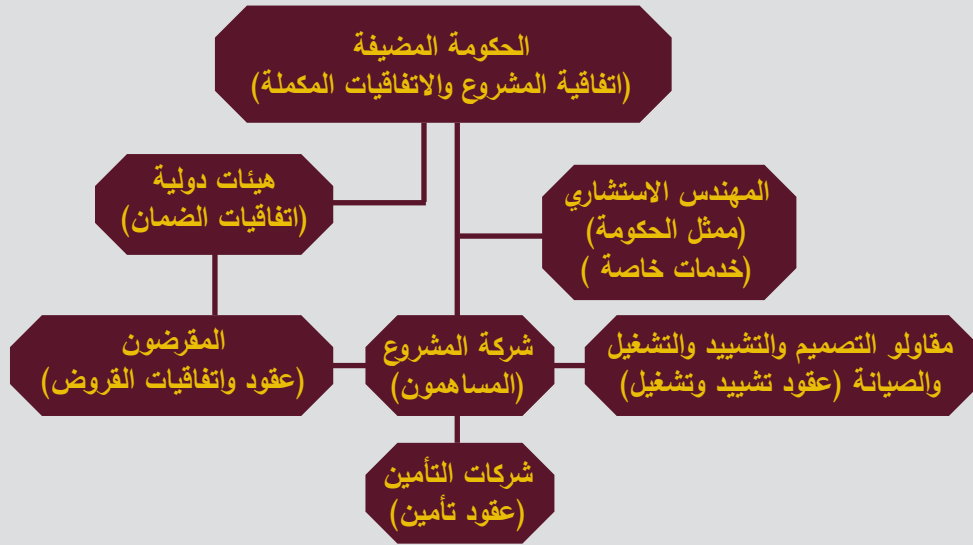 الحكومة المضيفة
(اتفاقية المشروع والاتفاقيات المكملة)
هيئات دولية
(اتفاقيات الضمان)
المهندس الاستشاري
(ممثل الحكومة)
(خدمات خاصة )
المقرضون
(عقود واتفاقيات القروض)
شركة المشروع
(المساهمون)
مقاولو التصميم والتشييد والتشغيل
والصيانة (عقود تشييد وتشغيل)
شركات التأمين
(عقود تأمين)